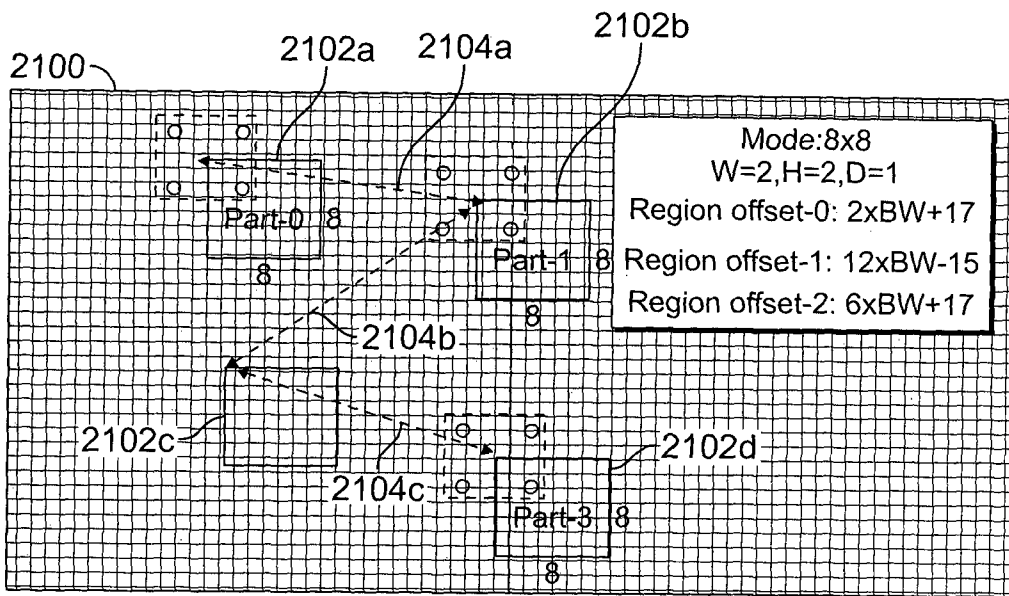 2100
2102a
2104a
2102b
Mode:8x8
W=2,H=2,D=1
Region offset-0: 2xBW+17
Region offset-1: 12xBW-15
Region offset-2: 6xBW+17
Part-0 8
8
Part-1 8
8
2104b
2102c
2104c
2102d
Part-3 8
8